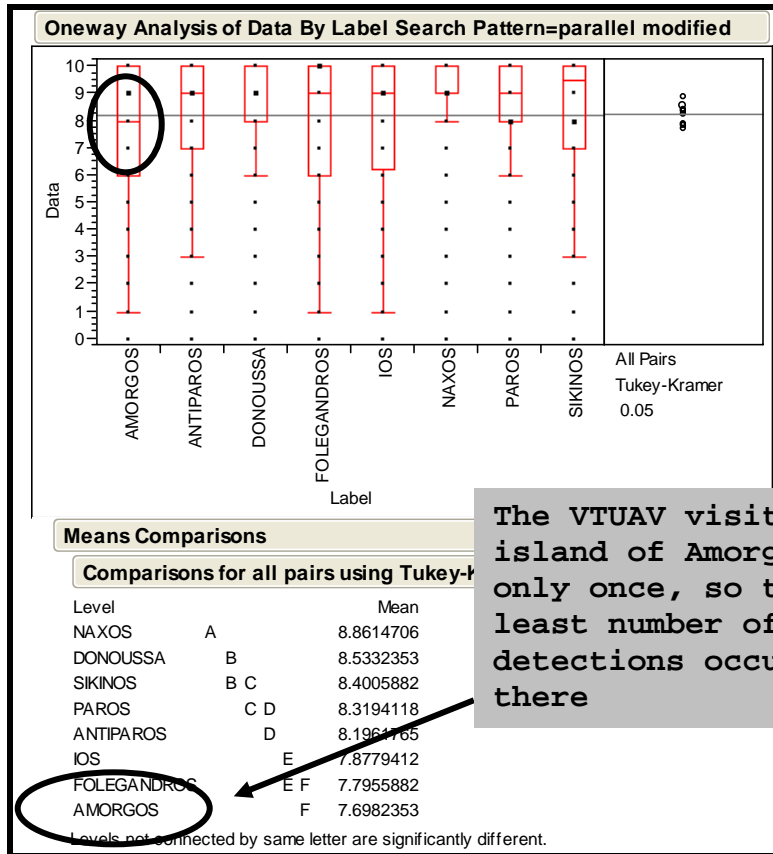 Oneway Analysis of Data By Label Search Pattern=parallel modified
10
9
8
7
6
5
4
3
2
1
0
Data
AMORGOS
ANTIPAROS
DONOUSSA
FOLEGANDROS
IOS
NAXOS
PAROS
SIKINOS
Label
All Pairs
Tukey-Kramer
0.05
Means Comparisons
Comparisons for all pairs using Tukey-K
Level Mean
NAXOS A 8.8614706
DONOUSSA B 8.5332353
SIKINOS B C 8.4005882
PAROS C D 8.3194118
ANTIPAROS D 8.1961765
IOS E 7.8779412
FOLEGANDROS E F 7.7955882
AMORGOS F 7.6982353
Levels not connected by same letter are significantly different.
The VTUAV visit
island of Amorg
only once, so t
least number of
detections occu
there